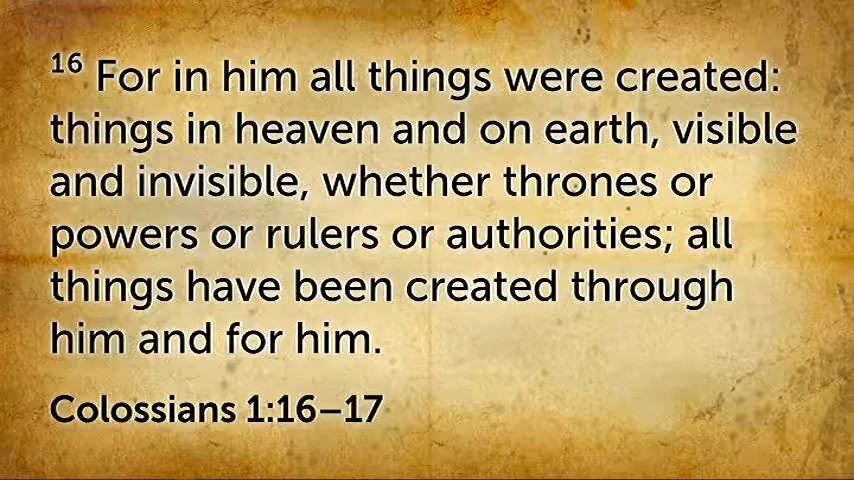 16 For in him all things were created:
things in heaven and on earth, visible
and invisible, whether thrones or
powers or rulers or authorities; all
things have been created through
him and for him.
Colossians 1:16–17